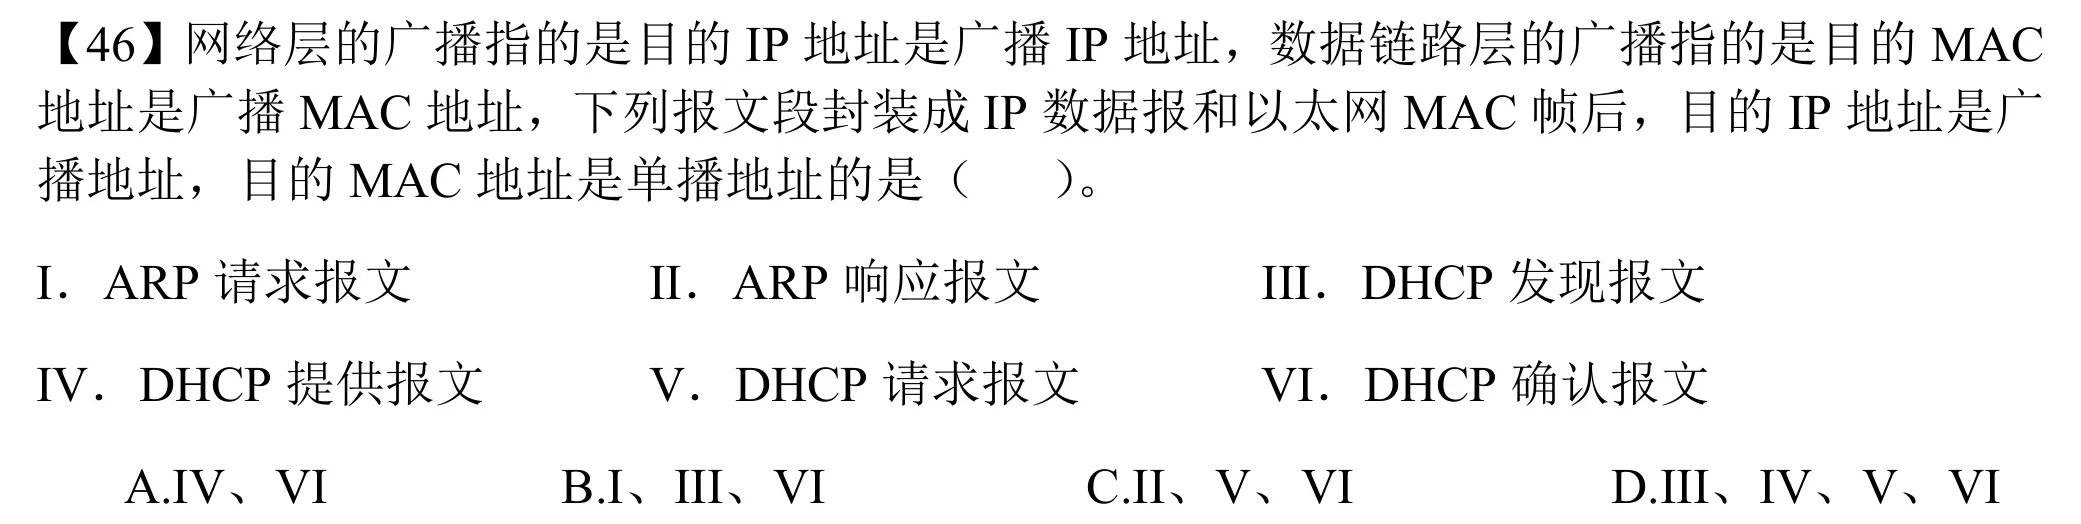 【46】网络层的广播指的是目的 IP 地址是广播 IP 地址，数据链路层的广播指的是目的 MAC
地址是广播 MAC 地址，下列报文段封装成 IP 数据报和以太网 MAC 帧后，目的 IP 地址是广
播地址，目的 MAC 地址是单播地址的是（　　）。
I．ARP 请求报文 II．ARP 响应报文 III．DHCP 发现报文
IV．DHCP 提供报文 V．DHCP 请求报文 VI．DHCP 确认报文
A.IV、VI B.I、III、VI C.II、V、VI D.III、IV、V、VI